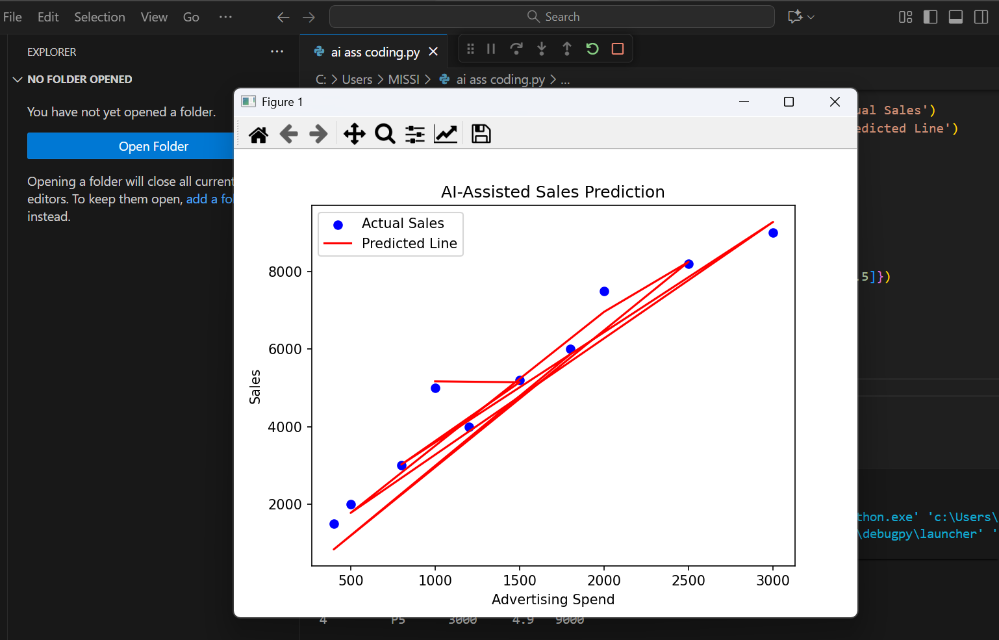 File Edit Selection View Go ...
Search
EXPLORER ...
NO FOLDER OPENED
You have not yet opened a folder.
Open Folder
Opening a folder will close all current
editors. To keep them open, add a fo
instead.
ai ass coding.py
C: > Users > MISSI > ai ass coding.py > ...
ual Sales')
edicted Line')
.5]})
thon.exe' 'c:\Users\
\debugpy\launcher' '
Figure 1
AI-Assisted Sales Prediction
Actual Sales
Predicted Line
8000
6000
4000
2000
Sales
500 1000 1500 2000 2500 3000
Advertising Spend
4 P5 3000 4.9 9000